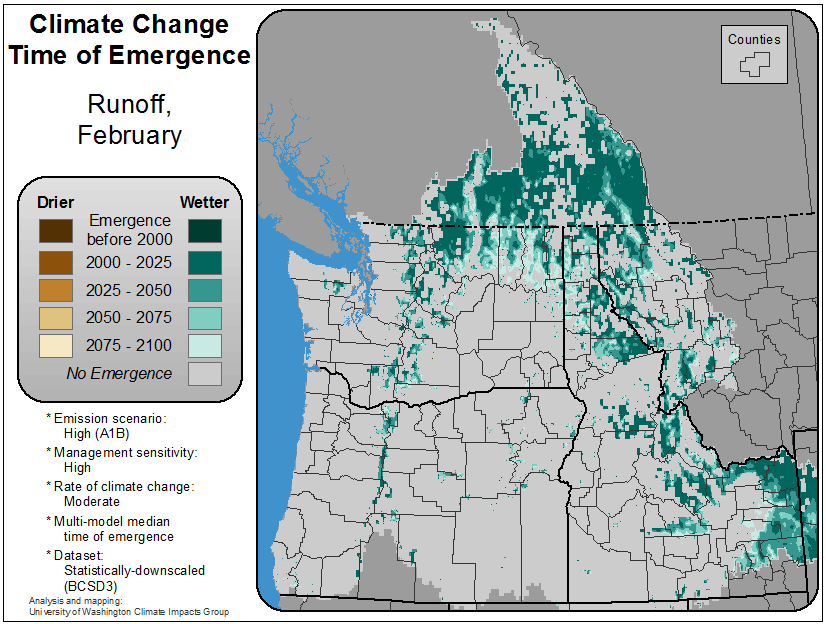 Climate Change
Time of Emergence
Runoff,
February
Counties
Drier
Wetter
Emergence
before 2000
2000 - 2025
2025 - 2050
2050 - 2075
2075 - 2100
No Emergence
* Emission scenario:
High (A1B)
* Management sensitivity:
High
* Rate of climate change:
Moderate
* Multi-model median
time of emergence
* Dataset:
Statistically-downscaled
(BCSD3)
Analysis and mapping:
University of Washington Climate Impacts Group